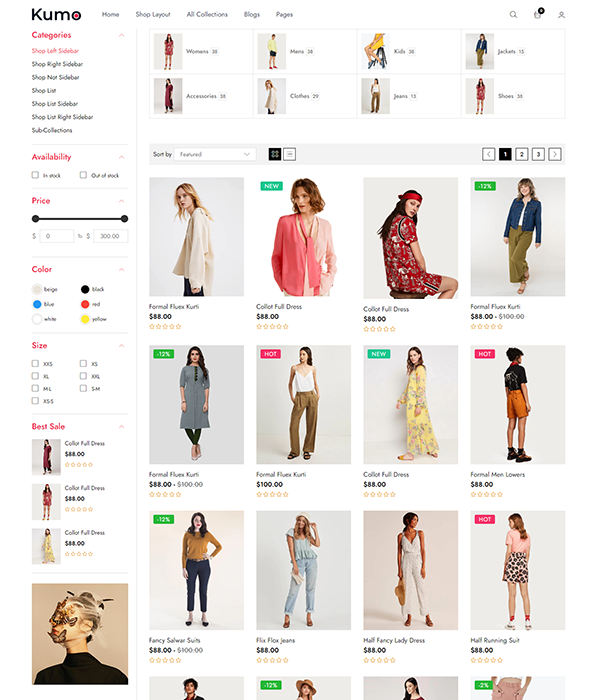 Kumo
Home
Shop Layout
All Collections
Blogs
Pages
0
Categories
Shop Left Sidebar
Shop Right Sidebar
Shop Not Sidebar
Shop List
Shop List Sidebar
Shop List Right Sidebar
Sub-Collections
Availability
In stock
Out of stock
Price
$ 0 to $ 300.00
Color
beige
black
blue
red
white
yellow
Size
XXS
XS
XL
XXL
M-L
S-M
XS-S
Best Sale
Collot Full Dress
$88.00
Collot Full Dress
$88.00
Collot Full Dress
$88.00
Womens 38
Mens 38
Kids 38
Jackets 15
Accessories 38
Clothes 29
Jeans 15
Shoes 38
Sort by
Featured
1
2
3
Formal Fluex Kurti
$88.00
NEW
Collot Full Dress
$88.00
Collot Full Dress
$88.00
-12%
Formal Fluex Kurti
$88.00 - $100.00
-12%
Formal Fluex Kurti
$88.00 - $100.00
HOT
Formal Fluex Kurti
$100.00
NEW
Collot Full Dress
$88.00
HOT
Formal Men Lowers
$88.00
-12%
Fancy Salwar Suits
$88.00 - $100.00
Flix Flox Jeans
$88.00
Half Fancy Lady Dress
$88.00
HOT
Half Running Suit
$88.00
-12%
-2%